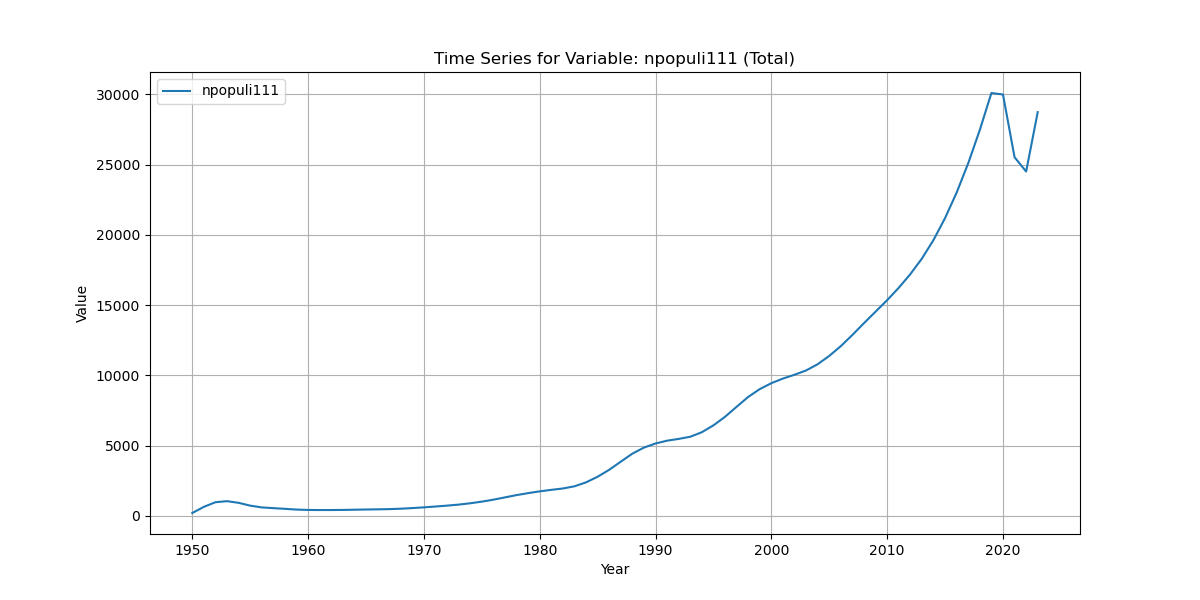 Time Series for Variable: npopuli111 (Total)
npopuli111
30000
25000
20000
15000
10000
5000
0
Value
1950 1960 1970 1980 1990 2000 2010 2020
Year